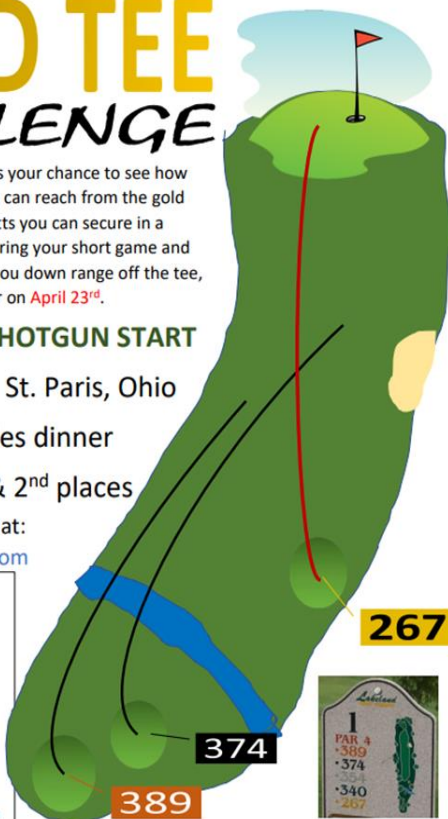 D TEE
LENGE
s your chance to see how
can reach from the gold
tts you can secure in a
ring your short game and
ou down range off the tee,
r on April 23rd.
HOTGUN START
St. Paris, Ohio
es dinner
& 2nd places
at:
om
267
374
389
Lakeland
1
PAR 4
•389
•374
•354
•340
•267